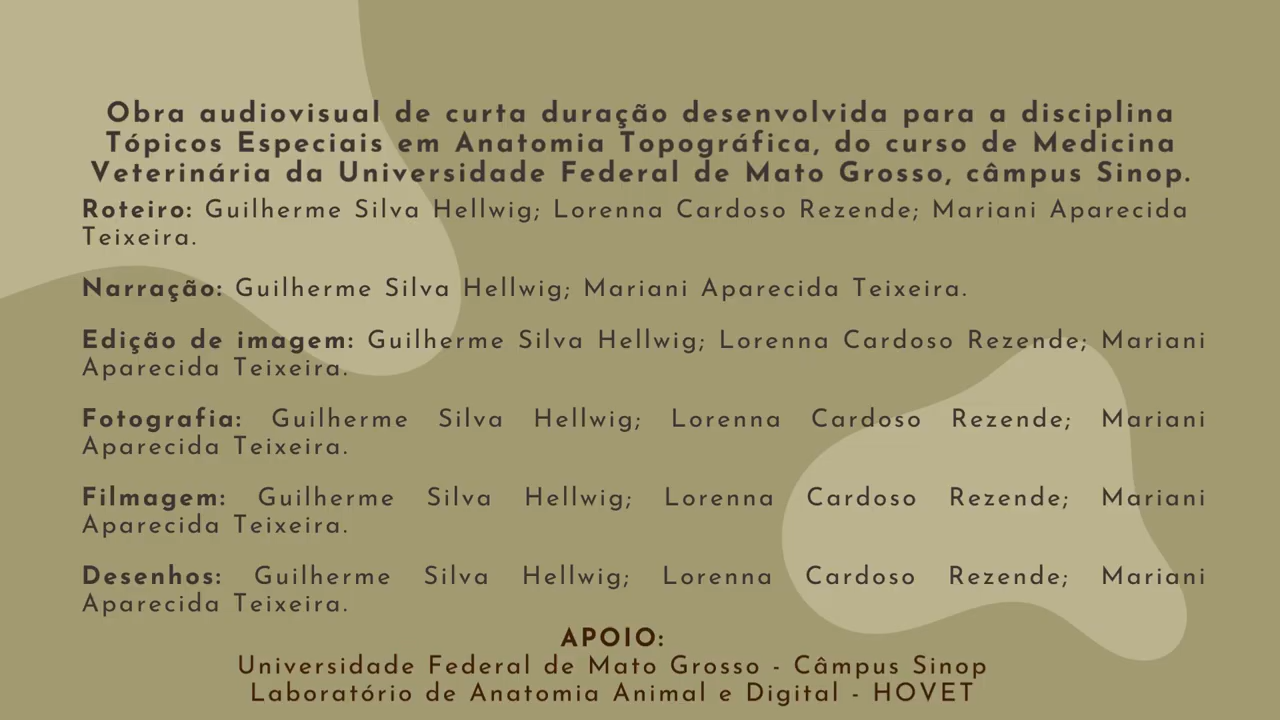 Obra audiovisual de curta duração desenvolvida para a disciplina
Tópicos Especiais em Anatomia Topográfica, do curso de Medicina
Veterinária da Universidade Federal de Mato Grosso, câmpus Sinop.
Roteiro: Guilherme Silva Hellwig; Lorenna Cardoso Rezende; Mariani Aparecida
Teixeira.
Narração: Guilherme Silva Hellwig; Mariani Aparecida Teixeira.
Edição de imagem: Guilherme Silva Hellwig; Lorenna Cardoso Rezende; Mariani
Aparecida Teixeira.
Fotografia: Guilherme Silva Hellwig; Lorenna Cardoso Rezende; Mariani
Aparecida Teixeira.
Filmagem: Guilherme Silva Hellwig; Lorenna Cardoso Rezende; Mariani
Aparecida Teixeira.
Desenhos: Guilherme Silva Hellwig; Lorenna Cardoso Rezende; Mariani
Aparecida Teixeira.
APOIO:
Universidade Federal de Mato Grosso - Câmpus Sinop
Laboratório de Anatomia Animal e Digital - HOVET